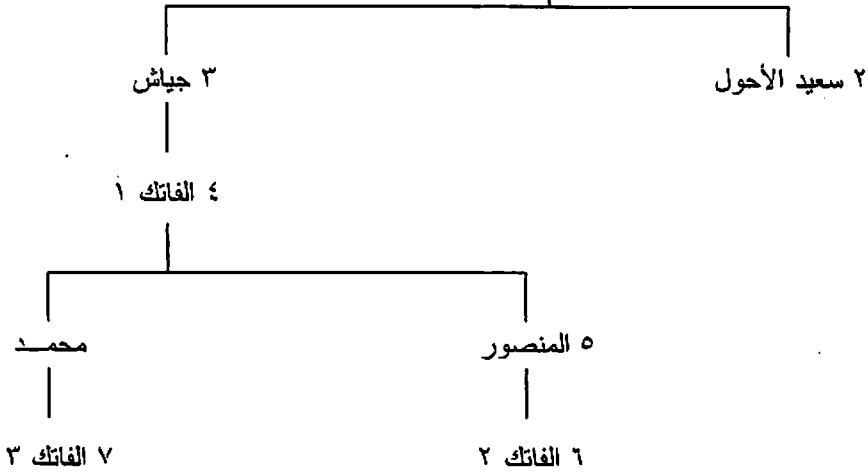 ٢ سعيد الأحول
٣ جياش
٤ الفاتك ١
٥ المنصور
محمد
٦ الفاتك ٢
٧ الفاتك ٣